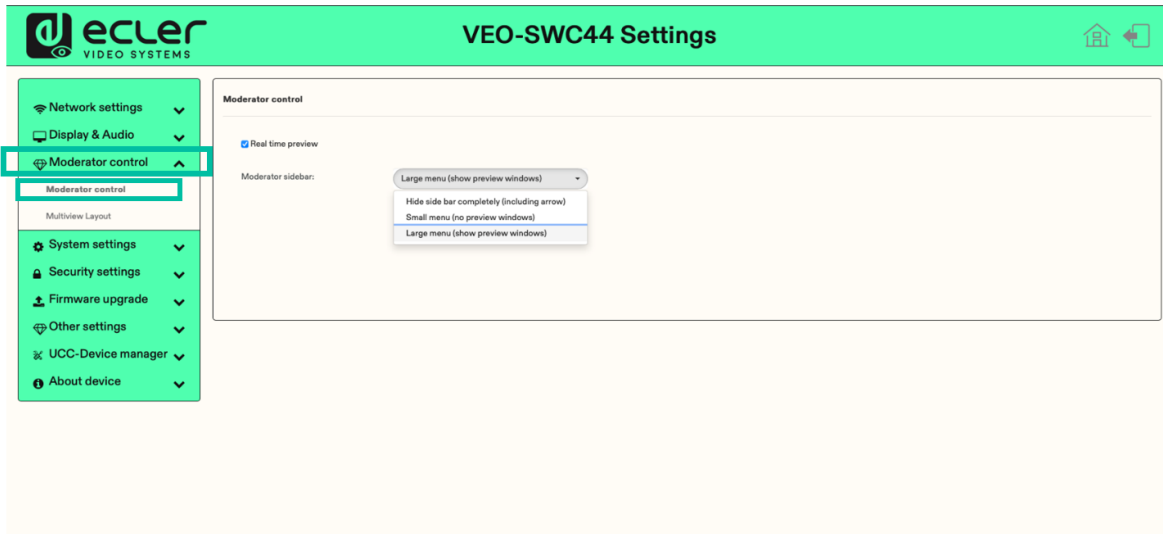 ecler
VIDEO SYSTEMS
VEO-SWC44 Settings
Network settings
Display & Audio
Moderator control
Moderator control
Multiview Layout
System settings
Security settings
Firmware upgrade
Other settings
UCC-Device manager
About device
Moderator control
Real time preview
Moderator sidebar:
Large menu (show preview windows)
Hide side bar completely (including arrow)
Small menu (no preview windows)
Large menu (show preview windows)